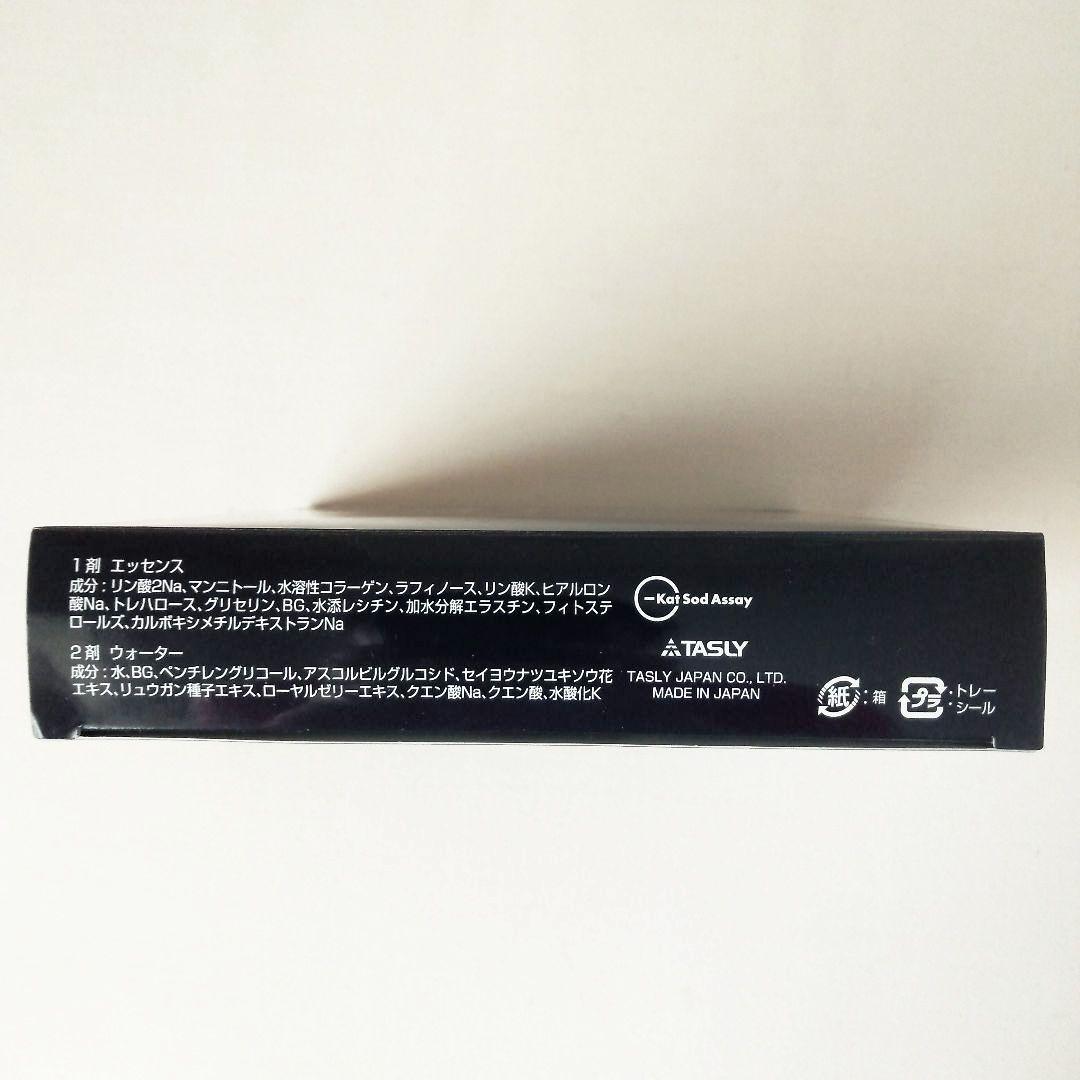 1剤 エッセンス
成分:リン酸2Na、マンニトール、水溶性コラーゲン、ラフィノース、リン酸K、ヒアルロン
酸Na、トレハロース、グリセリン、BG、水添レシチン、加水分解エラスチン、フィトステ
ロールズ、カルボキシメチルデキストランNa
2剤 ウォーター
成分:水、BG、ペンチレングリコール、アスコルビルグルコシド、セイヨウナツユキソウ花
エキス、リュウガン種子エキス、ローヤルゼリーエキス、クエン酸Na、クエン酸、水酸化K
Kat Sod Assay
TASLY
TASLY JAPAN CO., LTD.
MADE IN JAPAN
紙:箱
プラ・トレー
・シール